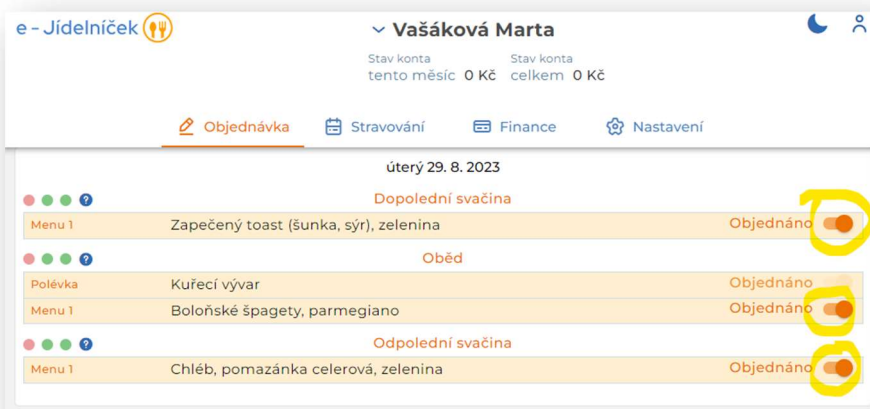 e - Jídelníček
Vašáková Marta
Stav konta Stav konta
tento měsíc 0 Kč celkem 0 Kč
Objednávka Stravování Finance Nastavení
úterý 29. 8. 2023
? Dopolední svačina
Menu 1 Zapečený toast (šunka, sýr), zelenina Objednáno
? Oběd
Polévka Kuřecí vývar Objednáno
Menu 1 Boloňské špagety, parmegiano Objednáno
? Odpolední svačina
Menu 1 Chléb, pomazánka celerová, zelenina Objednáno